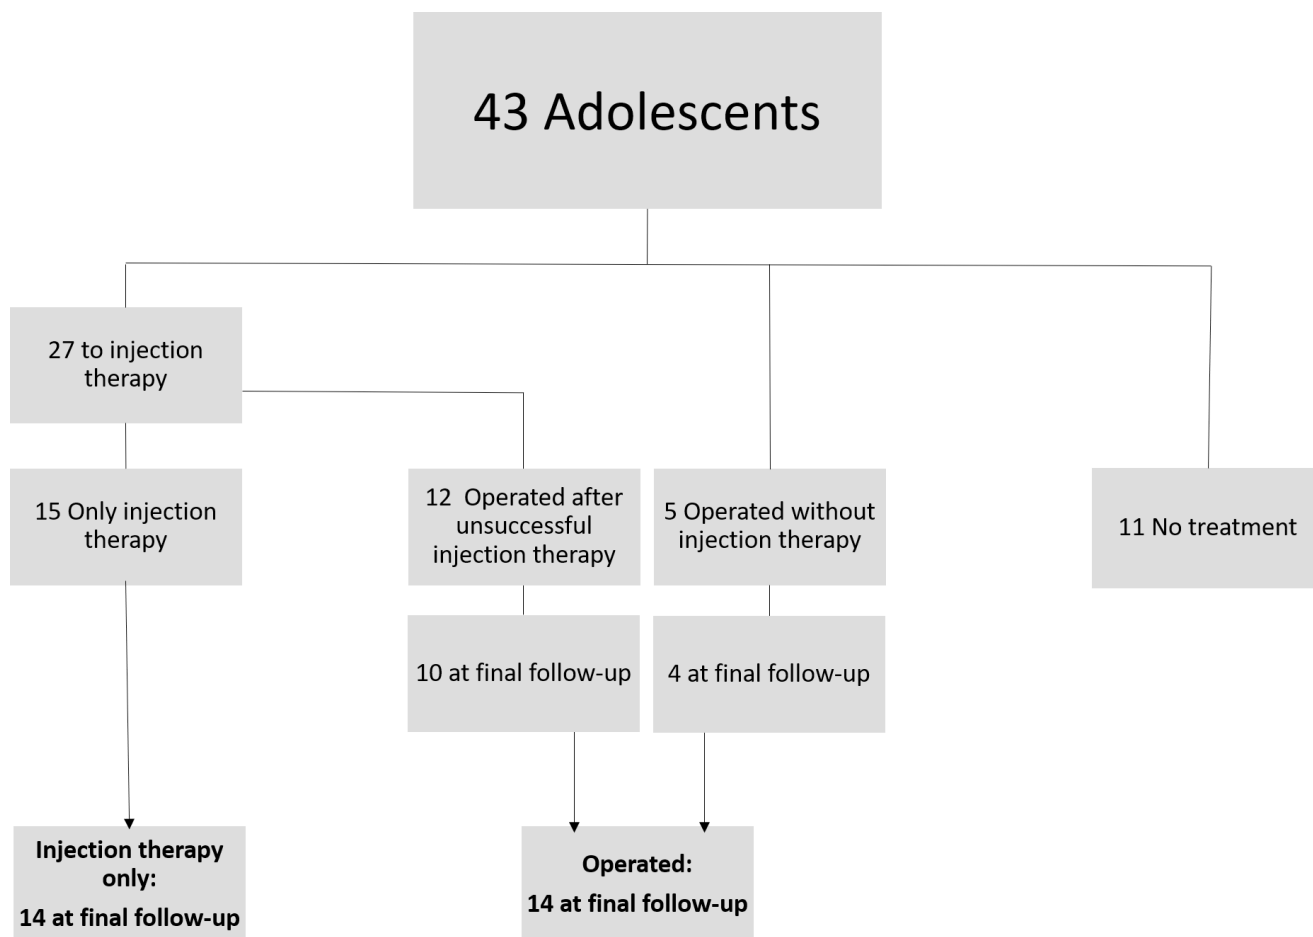 43 Adolescents
27 to injection
therapy
15 Only injection
therapy
12 Operated after
unsuccessful
injection therapy
5 Operated without
injection therapy
11 No treatment
10 at final follow-up
4 at final follow-up
Injection therapy
only:
14 at final follow-up
Operated:
14 at final follow-up